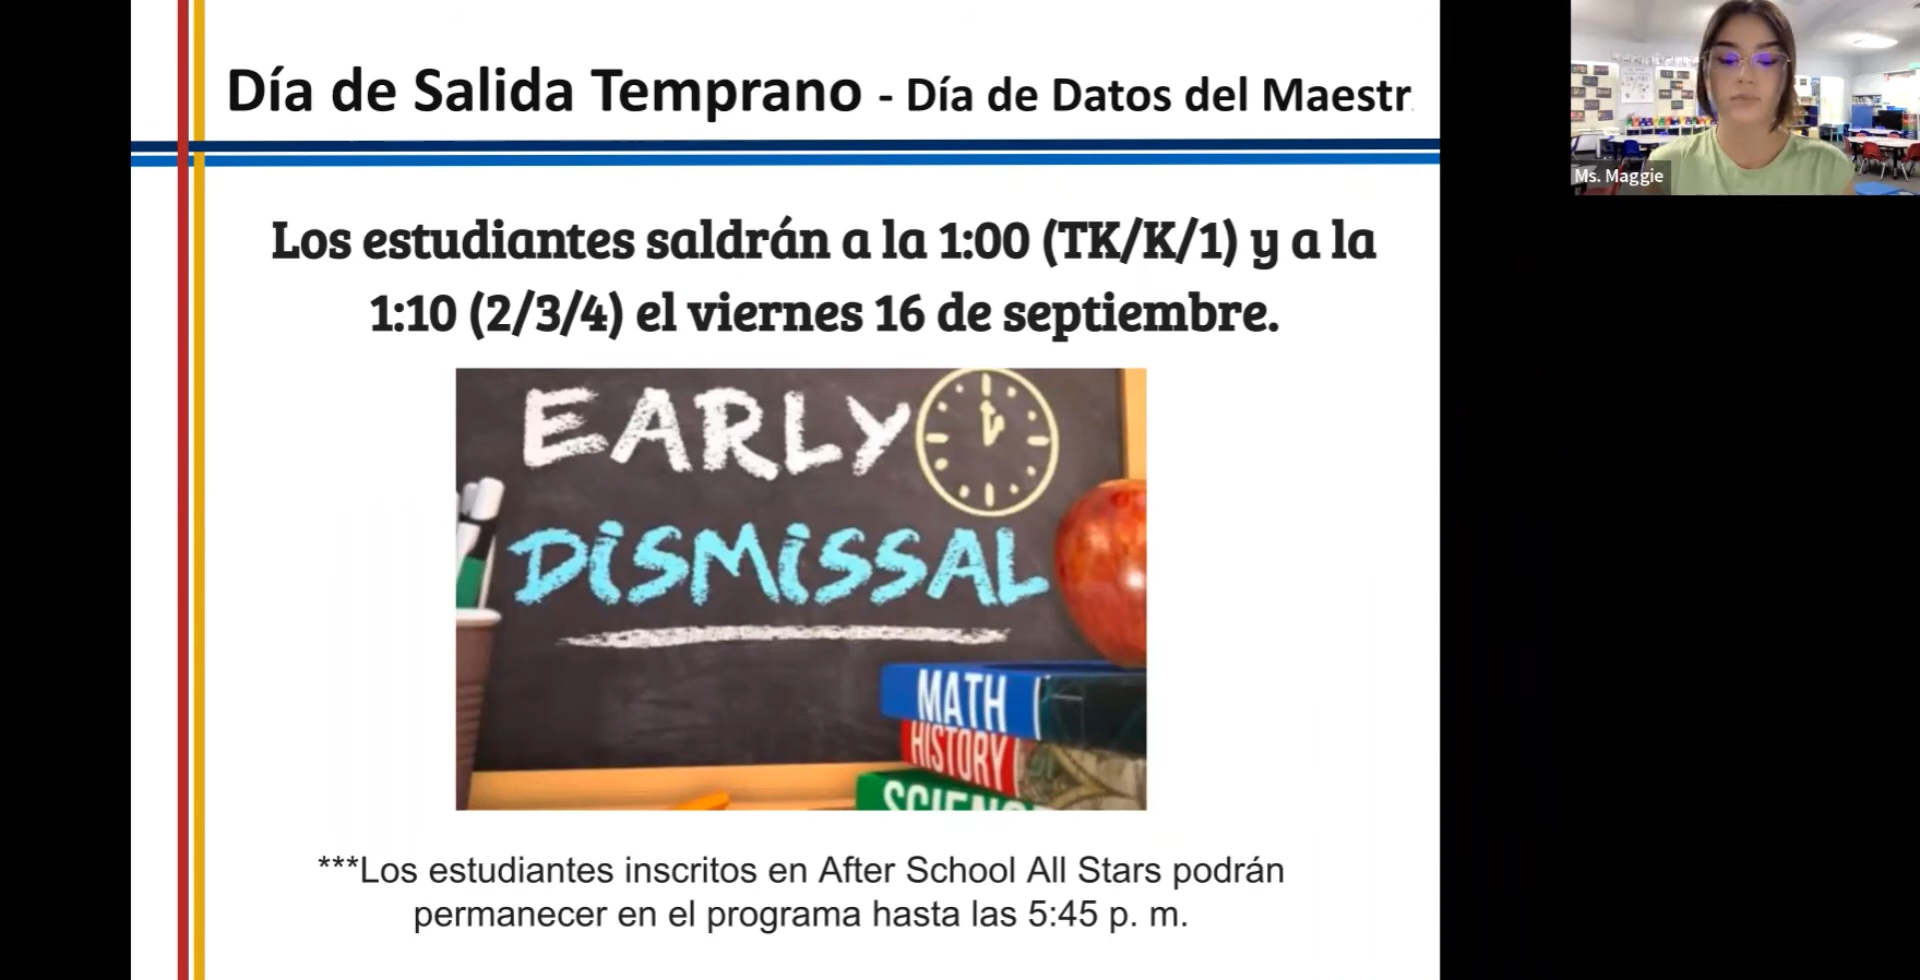 Día de Salida Temprano - Día de Datos del Maestr
Ms. Maggie
Los estudiantes saldrán a la 1:00 (TK/K/1) y a la
1:10 (2/3/4) el viernes 16 de septiembre.
EARLY
DiSMiSSAL
MATH
HISTORY
***Los estudiantes inscritos en After School All Stars podrán
permanecer en el programa hasta las 5:45 p. m.